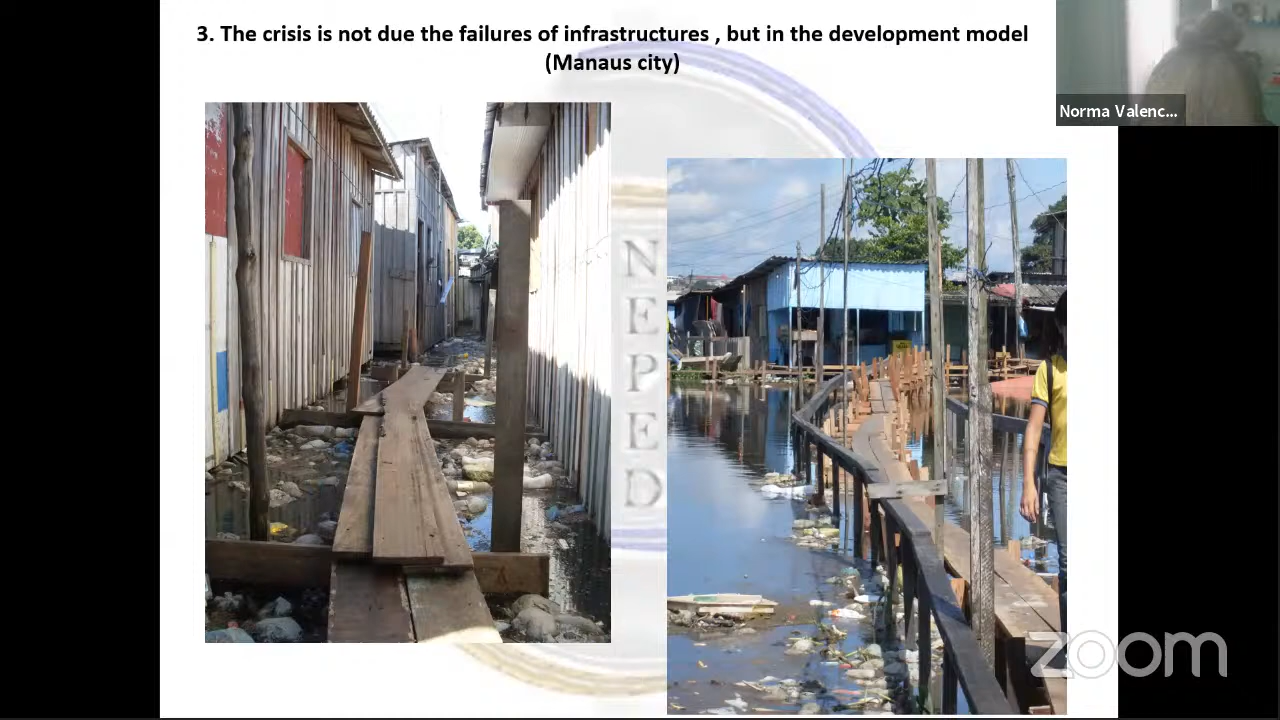 3. The crisis is not due the failures of infrastructures , but in the development model
(Manaus city)
Norma Valenc...
NEPED
zoom